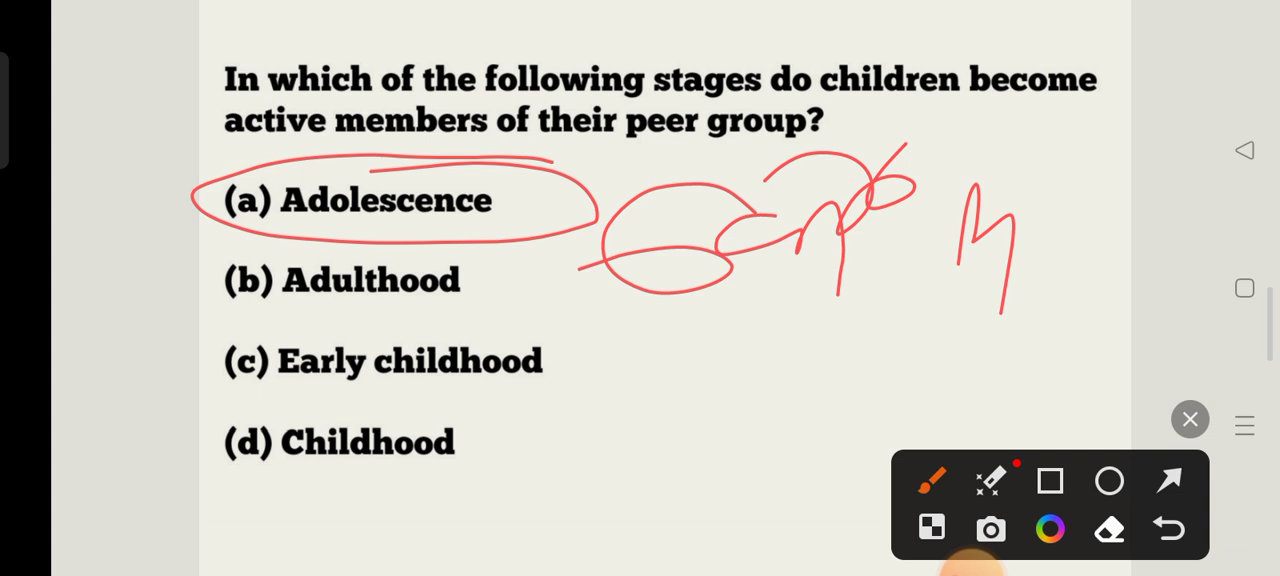 In which of the following stages do children become
active members of their peer group?
(a) Adolescence
(b) Adulthood
(c) Early childhood
(d) Childhood